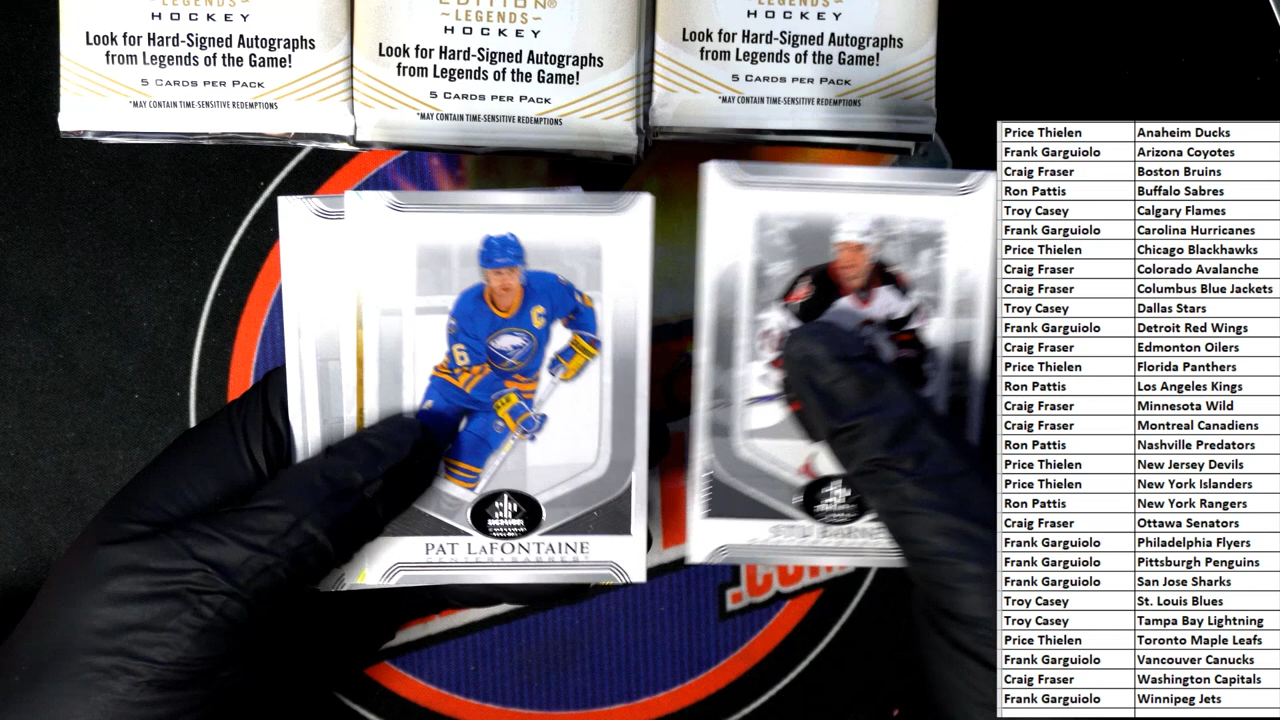 LEGENDS
HOCKEY
Look for Hard-Signed Autographs
from Legends of the Game!
5 CARDS PER PACK
*MAY CONTAIN TIME-SENSITIVE REDEMPTIONS
EDITION®
~LEGENDS~
HOCKEY
Look for Hard-Signed Autographs
from Legends of the Game!
5 CARDS PER PACK
*MAY CONTAIN TIME-SENSITIVE REDEMPTIONS
LEGENDS
HOCKEY
Look for Hard-Signed Autographs
from Legends of the Game!
5 CARDS PER PACK
*MAY CONTAIN TIME-SENSITIVE REDEMPTIONS
C
6
PAT LAFONTAINE
CENTER SABRES
.CO
Price Thielen Anaheim Ducks
Frank Garguiolo Arizona Coyotes
Craig Fraser Boston Bruins
Ron Pattis Buffalo Sabres
Troy Casey Calgary Flames
Frank Garguiolo Carolina Hurricanes
Price Thielen Chicago Blackhawks
Craig Fraser Colorado Avalanche
Craig Fraser Columbus Blue Jackets
Troy Casey Dallas Stars
Frank Garguiolo Detroit Red Wings
Craig Fraser Edmonton Oilers
Price Thielen Florida Panthers
Ron Pattis Los Angeles Kings
Craig Fraser Minnesota Wild
Craig Fraser Montreal Canadiens
Ron Pattis Nashville Predators
Price Thielen New Jersey Devils
Price Thielen New York Islanders
Ron Pattis New York Rangers
Craig Fraser Ottawa Senators
Frank Garguiolo Philadelphia Flyers
Frank Garguiolo Pittsburgh Penguins
Frank Garguiolo San Jose Sharks
Troy Casey St. Louis Blues
Troy Casey Tampa Bay Lightning
Price Thielen Toronto Maple Leafs
Frank Garguiolo Vancouver Canucks
Craig Fraser Washington Capitals
Frank Garguiolo Winnipeg Jets